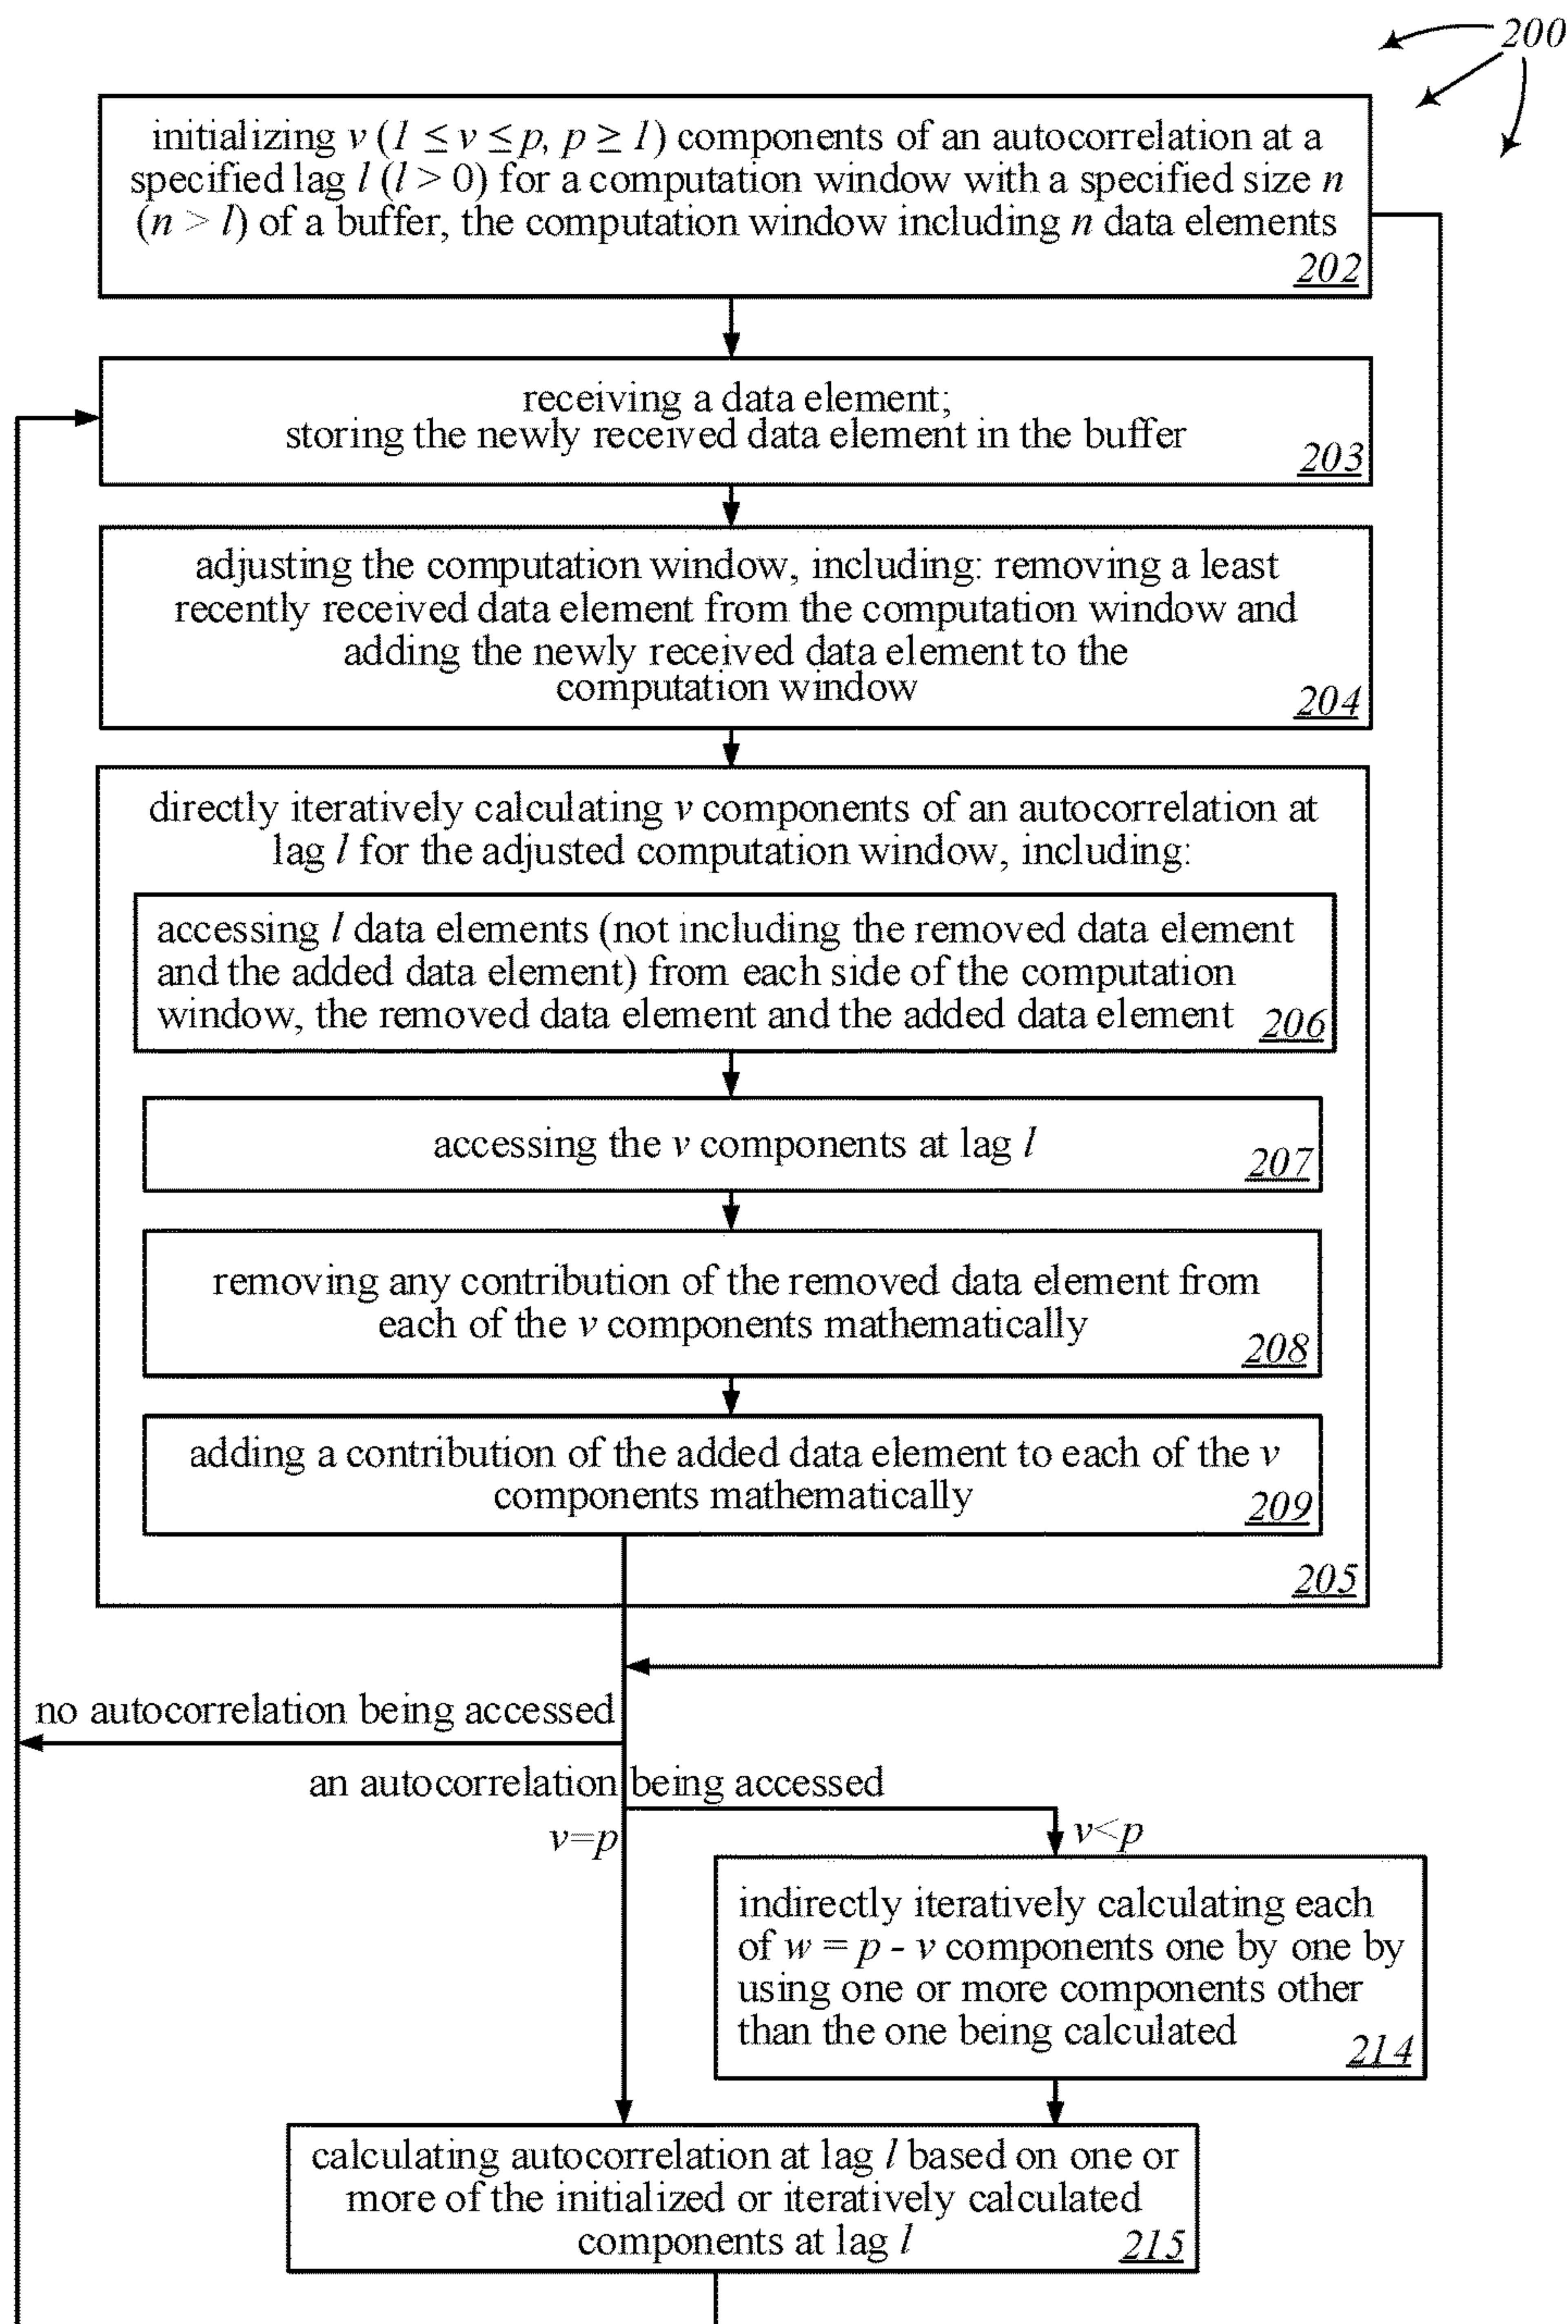 200
initializing v (1 ≤ v ≤ p, p ≥ 1) components of an autocorrelation at a
specified lag l (l > 0) for a computation window with a specified size n
(n > l) of a buffer, the computation window including n data elements
202
receiving a data element;
storing the newly received data element in the buffer
203
adjusting the computation window, including: removing a least
recently received data element from the computation window and
adding the newly received data element to the
computation window
204
directly iteratively calculating v components of an autocorrelation at
lag l for the adjusted computation window, including:
accessing l data elements (not including the removed data element
and the added data element) from each side of the computation
window, the removed data element and the added data element
206
accessing the v components at lag l
207
removing any contribution of the removed data element from
each of the v components mathematically
208
adding a contribution of the added data element to each of the v
components mathematically
209
205
no autocorrelation being accessed
an autocorrelation being accessed
v=p
v<p
indirectly iteratively calculating each
of w = p - v components one by one by
using one or more components other
than the one being calculated
214
calculating autocorrelation at lag l based on one or
more of the initialized or iteratively calculated
components at lag l
215